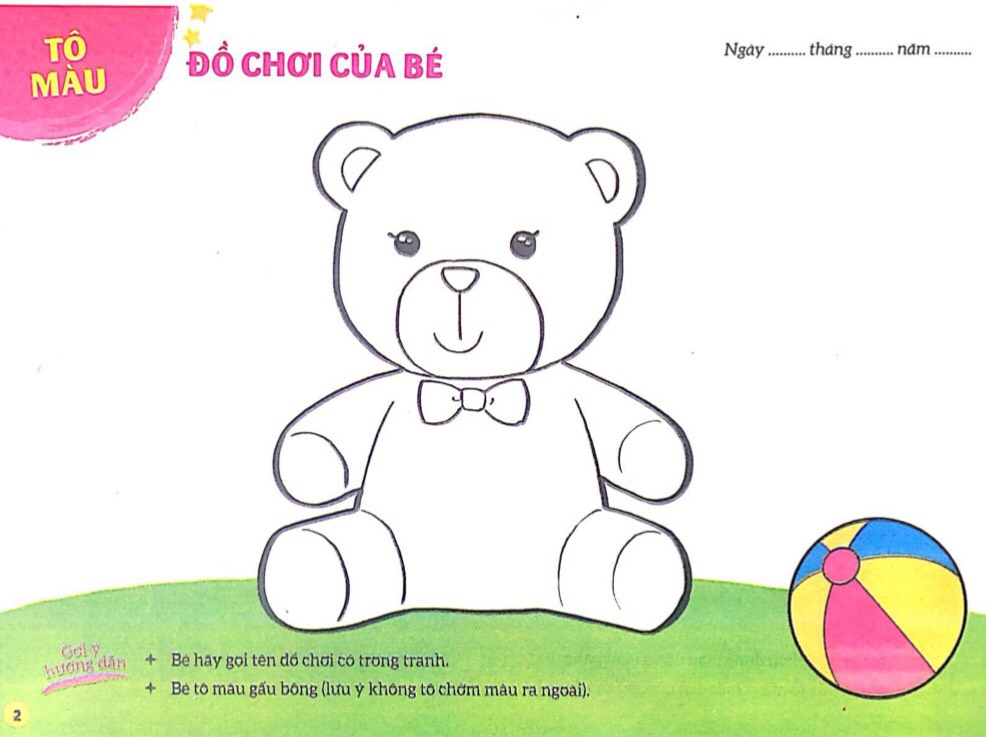 TÔ
MÀU
ĐỒ CHƠI CỦA BÉ
Ngày .......... tháng .......... năm ..........
Gợi ý
hướng dẫn
+ Bé hãy gọi tên đồ chơi có trong tranh.
+ Bé tô màu gấu bông (lưu ý không tô chờm màu ra ngoài).
2